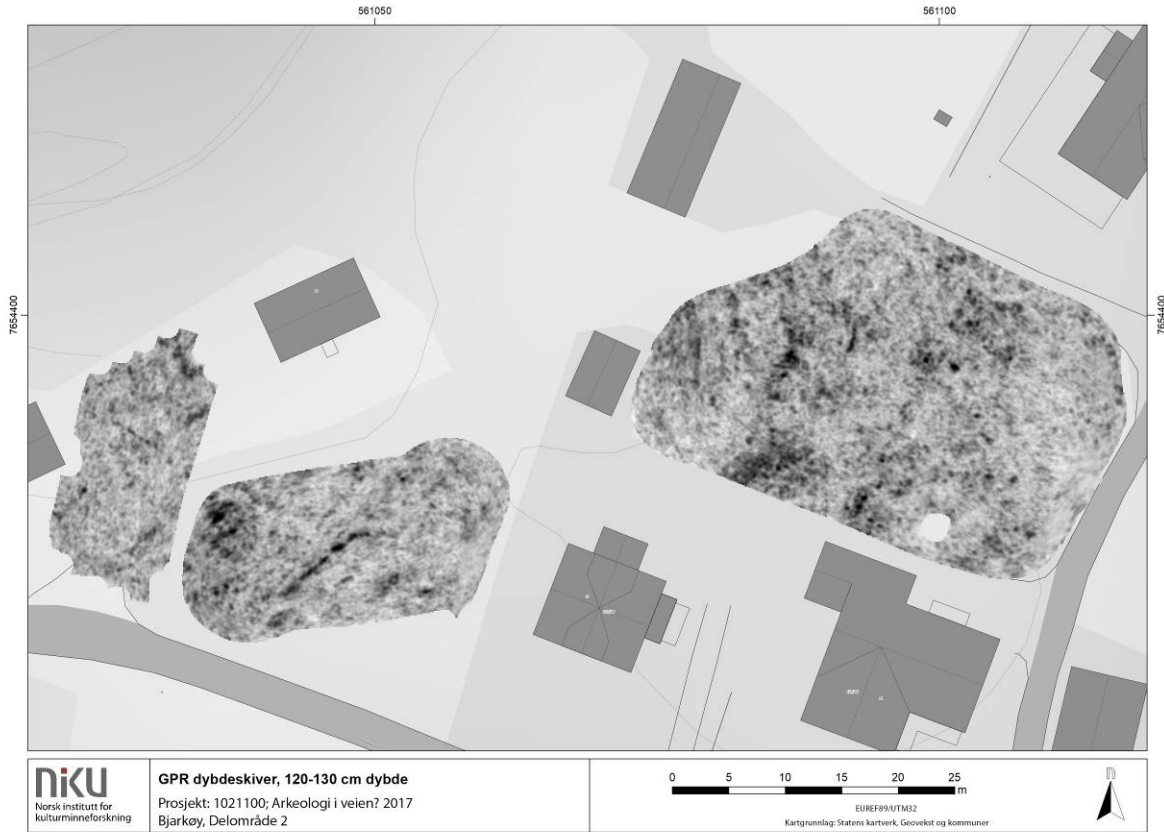 561050
561100
7654400
7654400
niKU
Norsk institutt for
kulturminneforskning
GPR dybdeskiver, 120-130 cm dybde
Prosjekt: 1021100; Arkeologi i veien? 2017
Bjarkøy, Delområde 2
0 5 10 15 20 25
m
EUREF89/UTM32
Kartgrunnlag: Statens kartverk, Geovekst og kommuner
n